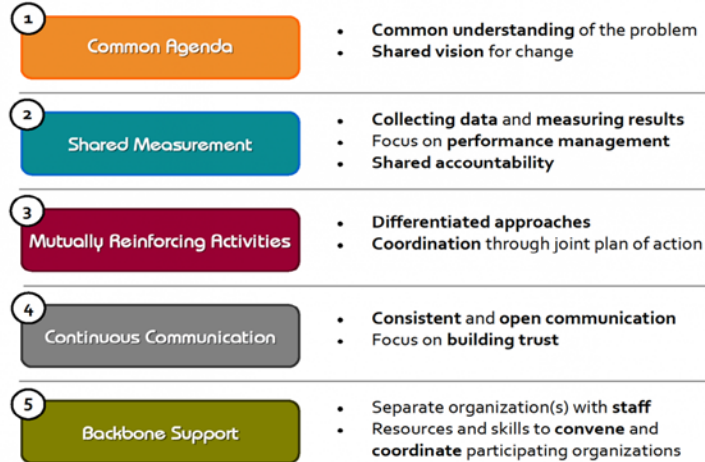 1
Common Agenda
• Common understanding of the problem
• Shared vision for change
2
Shared Measurement
• Collecting data and measuring results
• Focus on performance management
• Shared accountability
3
Mutually Reinforcing Activities
• Differentiated approaches
• Coordination through joint plan of action
4
Continuous Communication
• Consistent and open communication
• Focus on building trust
5
Backbone Support
• Separate organization(s) with staff
• Resources and skills to convene and
coordinate participating organizations